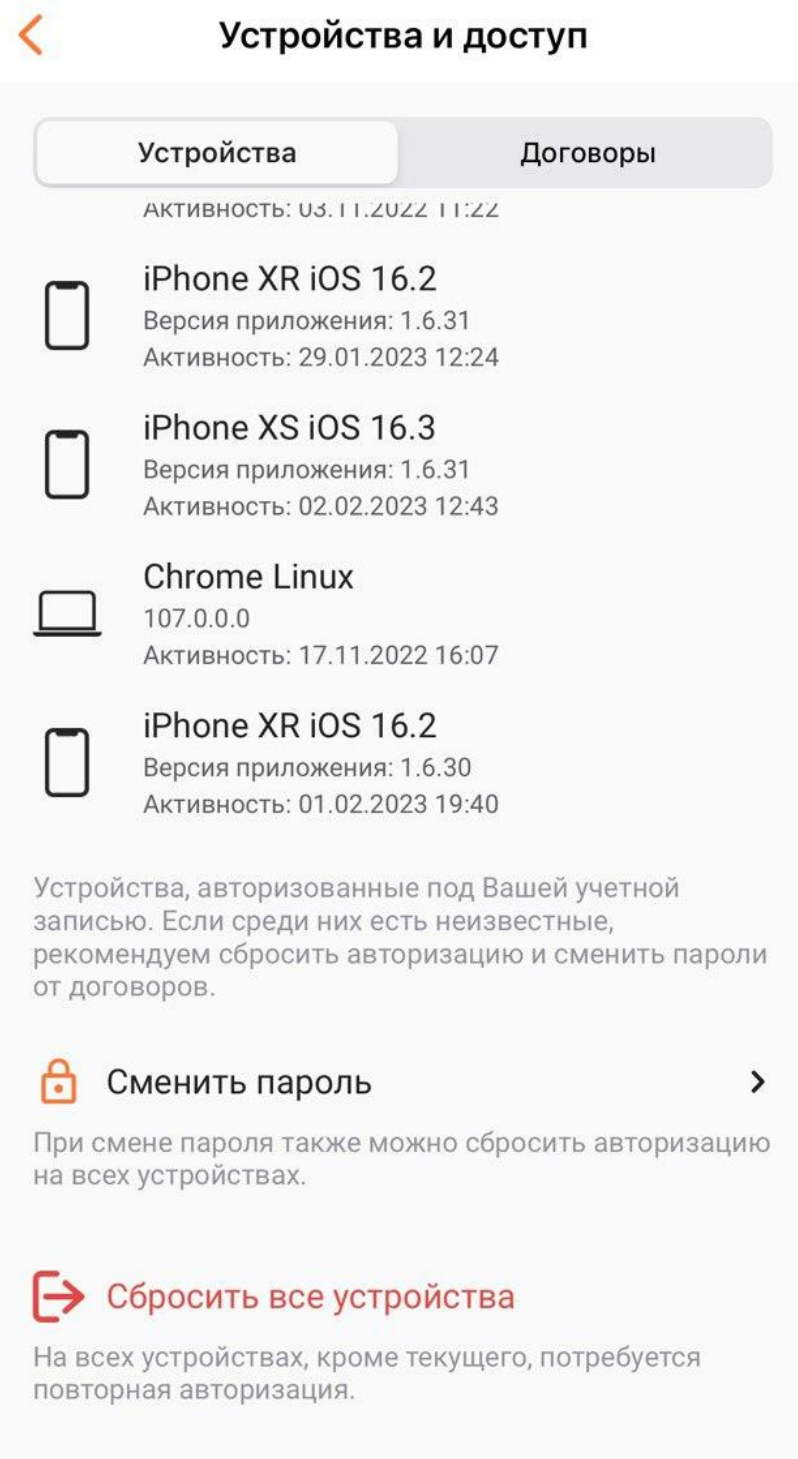 Устройства и доступ
Устройства
Договоры
Активность: 03.11.2022 11:22
iPhone XR iOS 16.2
Версия приложения: 1.6.31
Активность: 29.01.2023 12:24
iPhone XS iOS 16.3
Версия приложения: 1.6.31
Активность: 02.02.2023 12:43
Chrome Linux
107.0.0.0
Активность: 17.11.2022 16:07
iPhone XR iOS 16.2
Версия приложения: 1.6.30
Активность: 01.02.2023 19:40
Устройства, авторизованные под Вашей учетной
записью. Если среди них есть неизвестные,
рекомендуем сбросить авторизацию и сменить пароли
от договоров.
Сменить пароль
При смене пароля также можно сбросить авторизацию
на всех устройствах.
Сбросить все устройства
На всех устройствах, кроме текущего, потребуется
повторная авторизация.